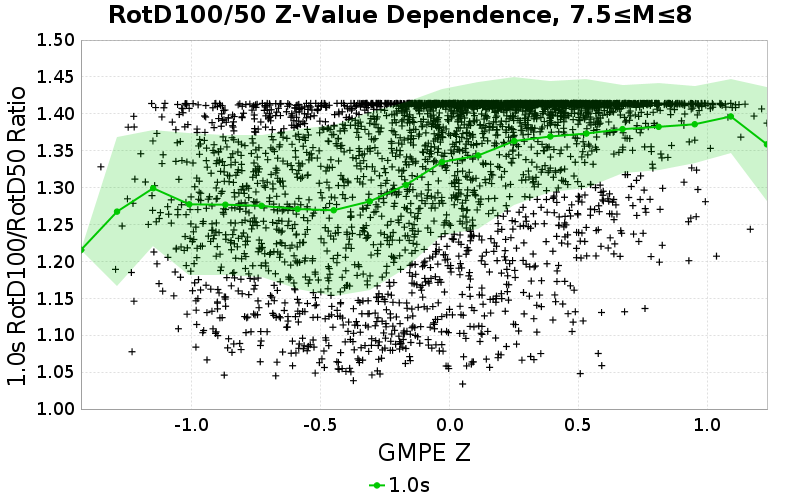 RotD100/50 Z-Value Dependence, 7.5≤M≤8
1.0s RotD100/RotD50 Ratio
1.50
1.45
1.40
1.35
1.30
1.25
1.20
1.15
1.10
1.05
1.00
-1.0 -0.5 0.0 0.5 1.0
GMPE Z
1.0s